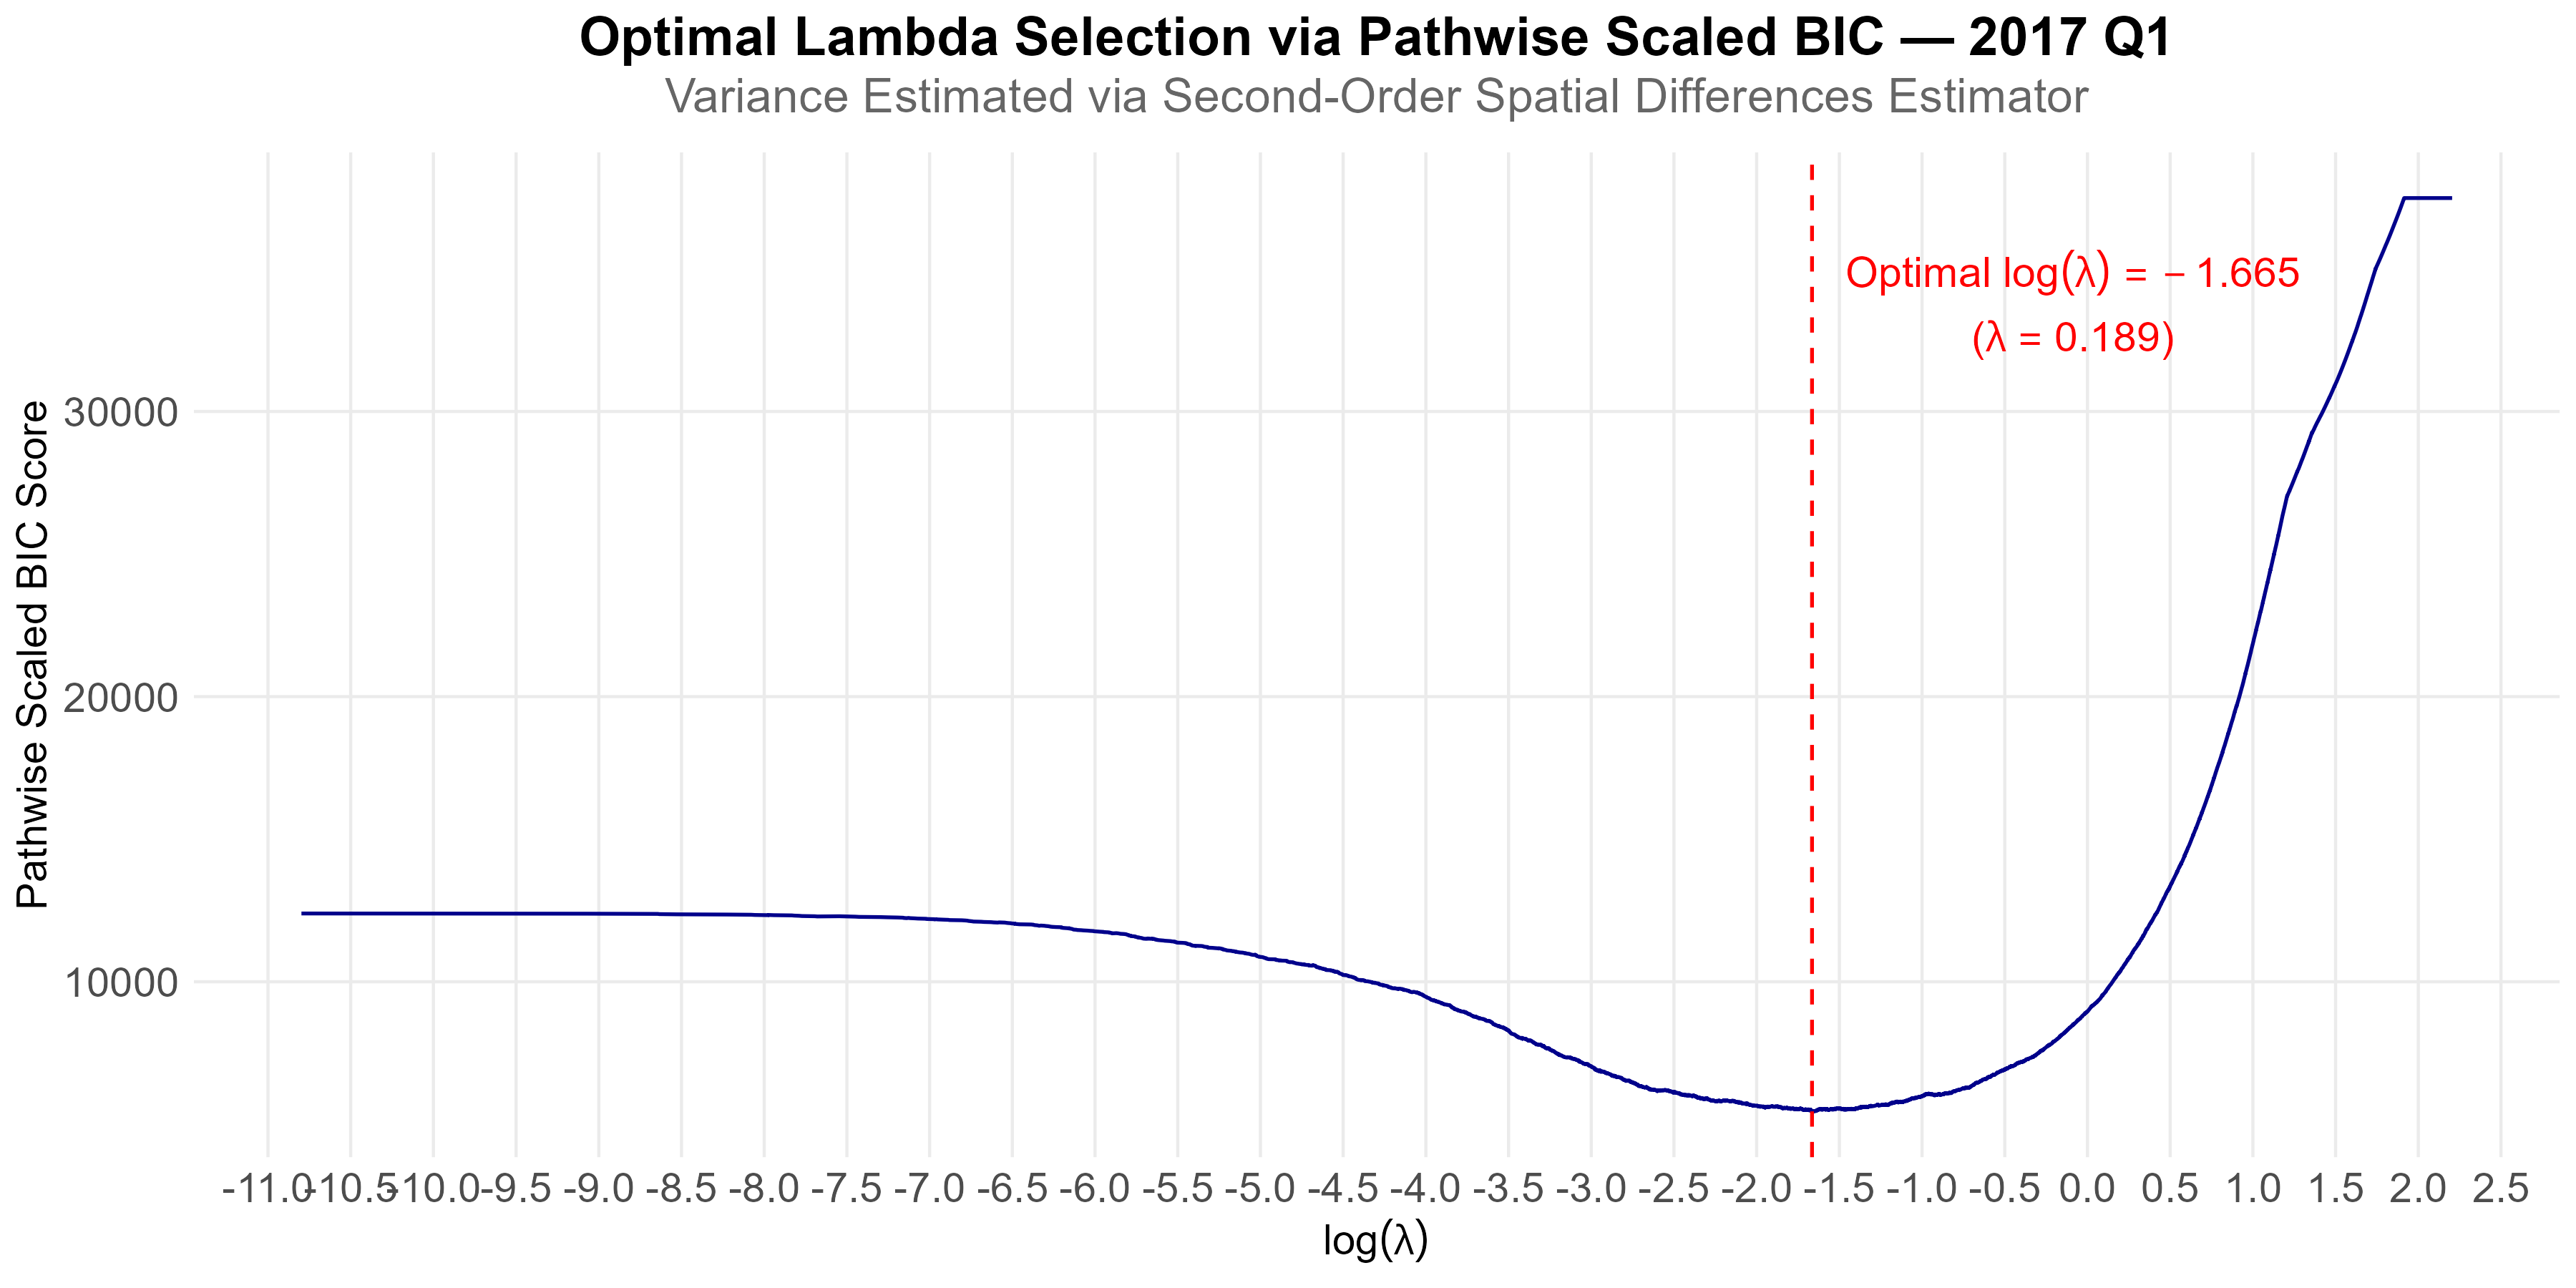 Optimal Lambda Selection via Pathwise Scaled BIC — 2017 Q1
Variance Estimated via Second-Order Spatial Differences Estimator
Optimal log(λ) = − 1.665
(λ = 0.189)
Pathwise Scaled BIC Score
30000
20000
10000
-11.0 -10.5 -10.0 -9.5 -9.0 -8.5 -8.0 -7.5 -7.0 -6.5 -6.0 -5.5 -5.0 -4.5 -4.0 -3.5 -3.0 -2.5 -2.0 -1.5 -1.0 -0.5 0.0 0.5 1.0 1.5 2.0 2.5
log(λ)